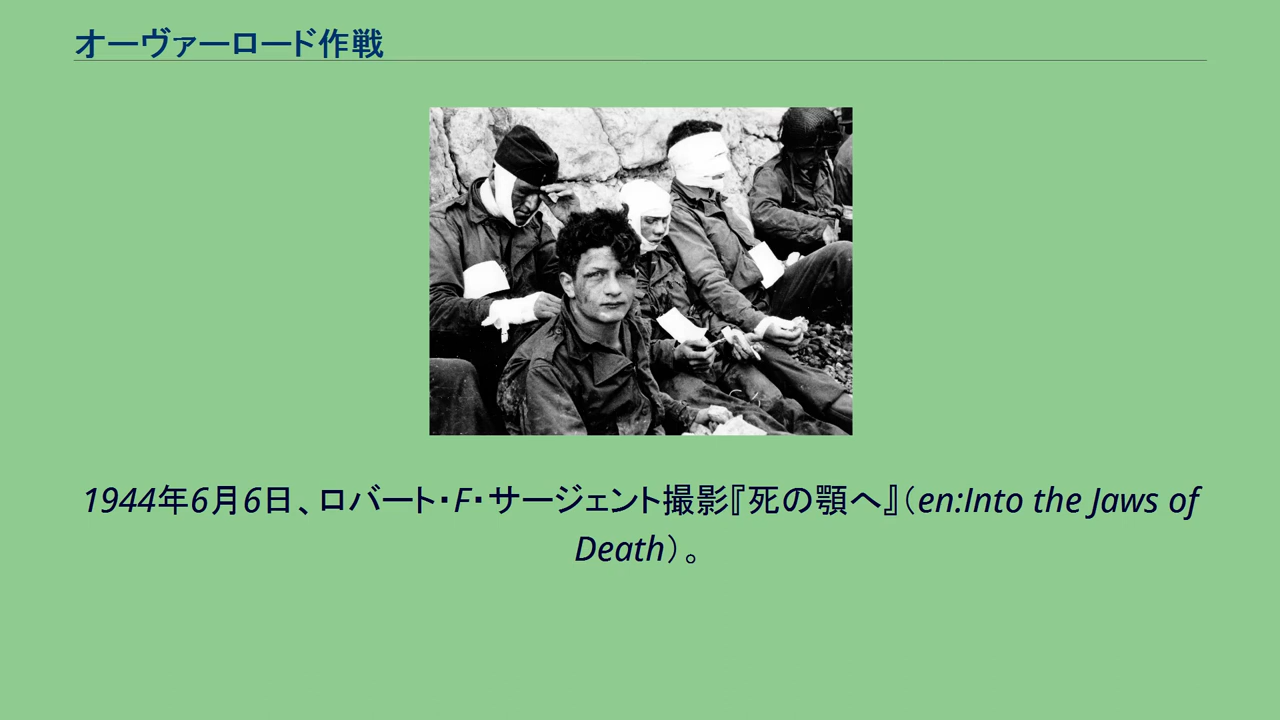 オーヴァーロード作戦
1944年6月6日、ロバート・F・サージェント撮影『死の顎へ』（en:Into the Jaws of
Death）。